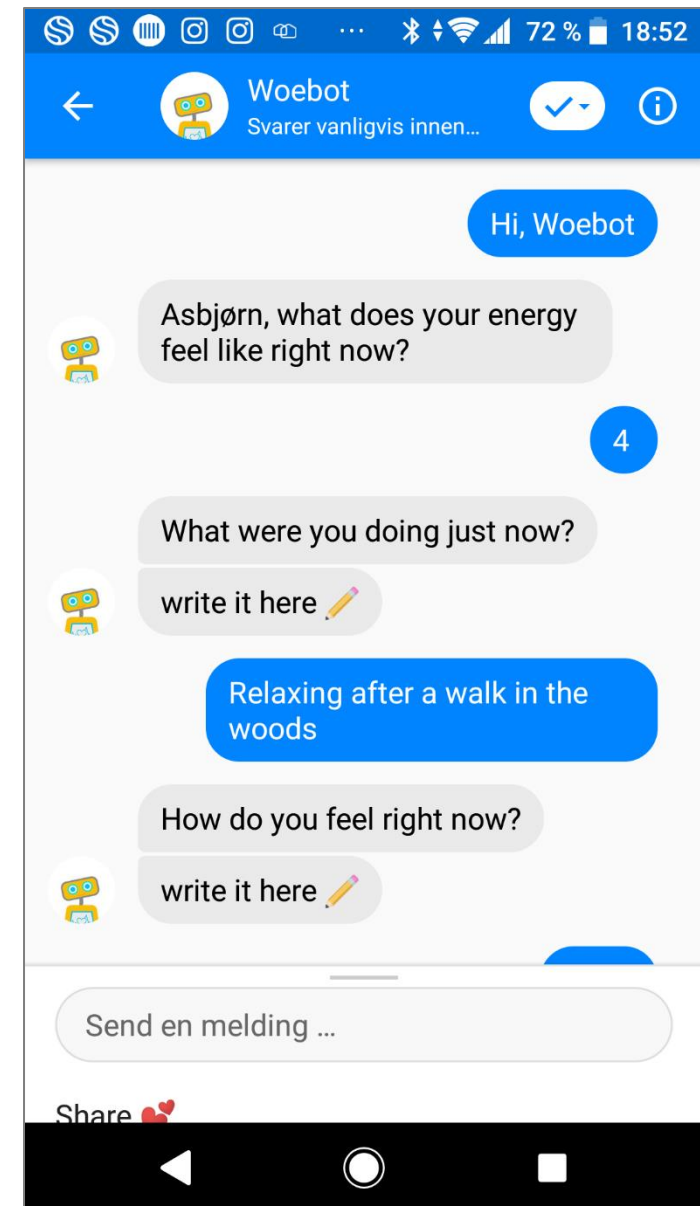 72 % 18:52
Woebot
Svarer vanligvis innen...
Hi, Woebot
Asbjørn, what does your energy
feel like right now?
4
What were you doing just now?
write it here ✏️
Relaxing after a walk in the
woods
How do you feel right now?
write it here ✏️
Send en melding ...
Share 💕